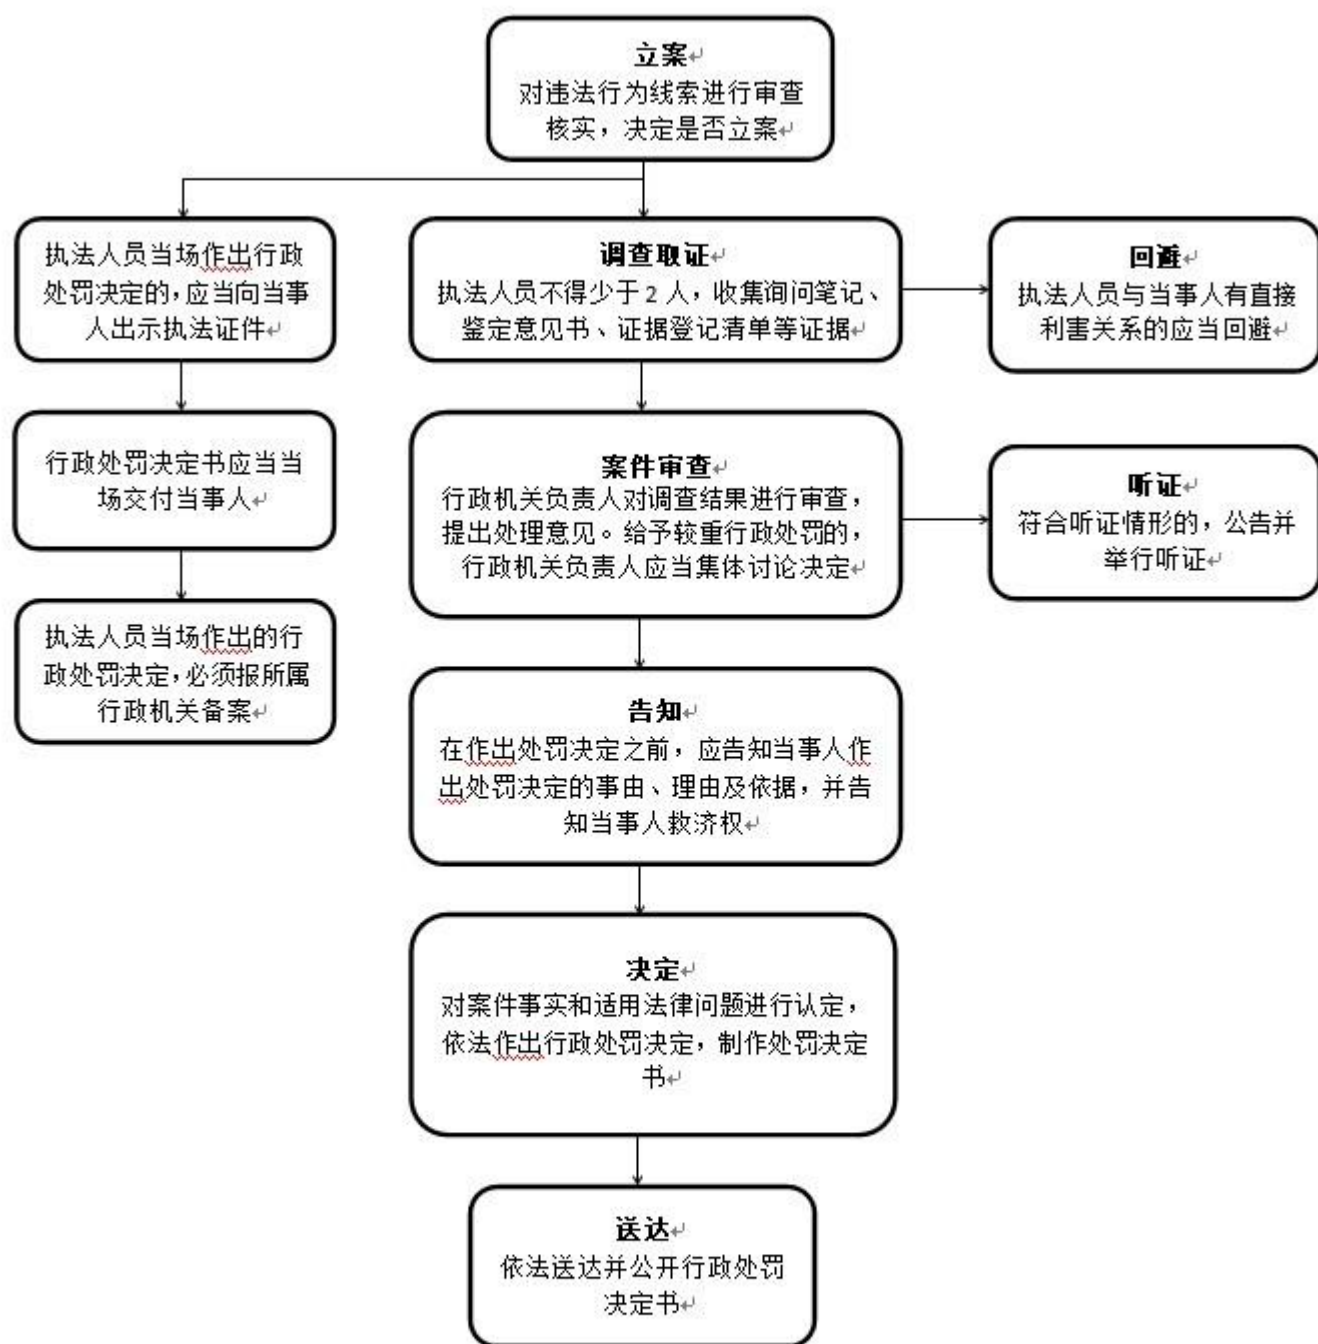 立案
对违法行为线索进行审查
核实，决定是否立案
执法人员当场作出行政
处罚决定的，应当向当事
人出示执法证件
调查取证
执法人员不得少于2人，收集询问笔记、
鉴定意见书、证据登记清单等证据
回避
执法人员与当事人有直接
利害关系的应当回避
行政处罚决定书应当当
场交付当事人
案件审查
行政机关负责人对调查结果进行审查，
提出处理意见。给予较重行政处罚的，
行政机关负责人应当集体讨论决定
听证
符合听证情形的，公告并
举行听证
执法人员当场作出的行
政处罚决定，必须报所属
行政机关备案
告知
在作出处罚决定之前，应告知当事人作
出处罚决定的事由、理由及依据，并告
知当事人救济权
决定
对案件事实和适用法律问题进行认定，
依法作出行政处罚决定，制作处罚决定
书
送达
依法送达并公开行政处罚
决定书